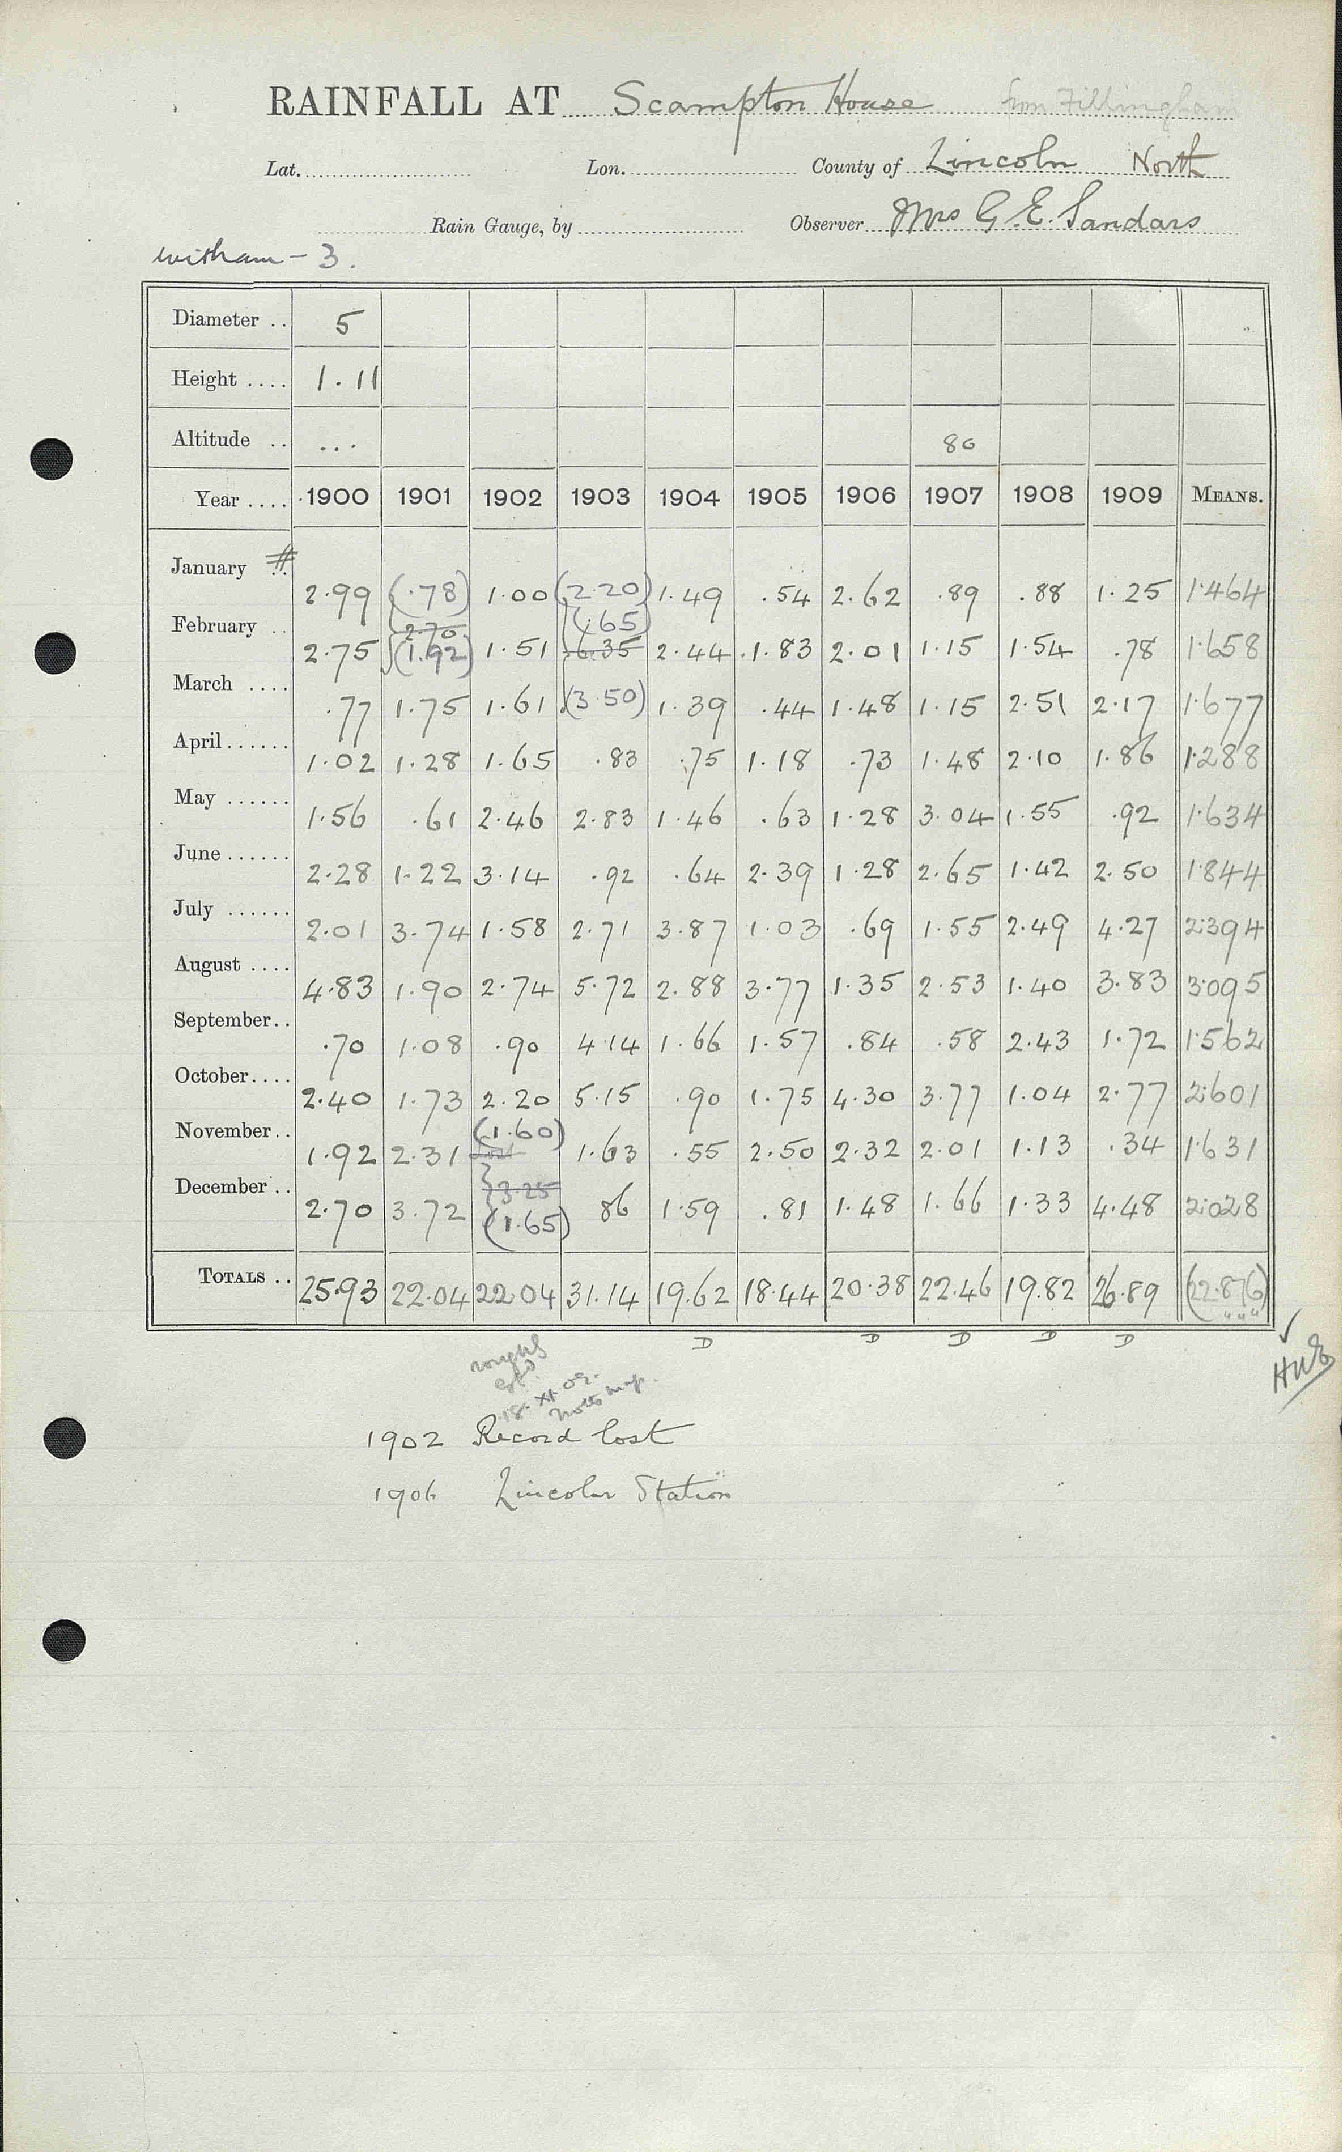 RAINFALL AT Scampton House from Fillingham
Lat. Lon. County of Lincoln North
Rain Gauge, by Observer Mrs G. E. Sandars
Witham - 3.
Diameter .. 5
Height .... 1.11
Altitude .. ... 80
Year .... 1900 1901 1902 1903 1904 1905 1906 1907 1908 1909 MEANS.
January # 2.99 (.78) 1.00 (2.20) 1.49 .54 2.62 .89 .88 1.25 1.464
2.70 (.65)
February .. 2.75 (1.92) 1.51 6.35 2.44 1.83 2.01 1.15 1.54 .78 1.658
March .... .77 1.75 1.61 (3.50) 1.39 .44 1.48 1.15 2.51 2.17 1.677
April...... 1.02 1.28 1.65 .83 .75 1.18 .73 1.48 2.10 1.86 1.288
May ...... 1.56 .61 2.46 2.83 1.46 .63 1.28 3.04 1.55 .92 1.634
June...... 2.28 1.22 3.14 .92 .64 2.39 1.28 2.65 1.42 2.50 1.844
July ...... 2.01 3.74 1.58 2.71 3.87 1.03 .69 1.55 2.49 4.27 2.394
August .... 4.83 1.90 2.74 5.72 2.88 3.77 1.35 2.53 1.40 3.83 3.095
September.. .70 1.08 .90 4.14 1.66 1.57 .84 .58 2.43 1.72 1.562
October.... 2.40 1.73 2.20 5.15 .90 1.75 4.30 3.77 1.04 2.77 2.601
(1.60)
November.. 1.92 2.31 Lost 1.63 .55 2.50 2.32 2.01 1.13 .34 1.631
3.25
December .. 2.70 3.72 (1.65) 86 1.59 .81 1.48 1.66 1.33 4.48 2.028
TOTALS .. 25.93 22.04 22.04 31.14 19.62 18.44 20.38 22.46 19.82 26.89 (22.876)
D D D D D
roughly
estd
18. XI. 09.
Notts map.
1902 Record lost
1906 Lincoln Station